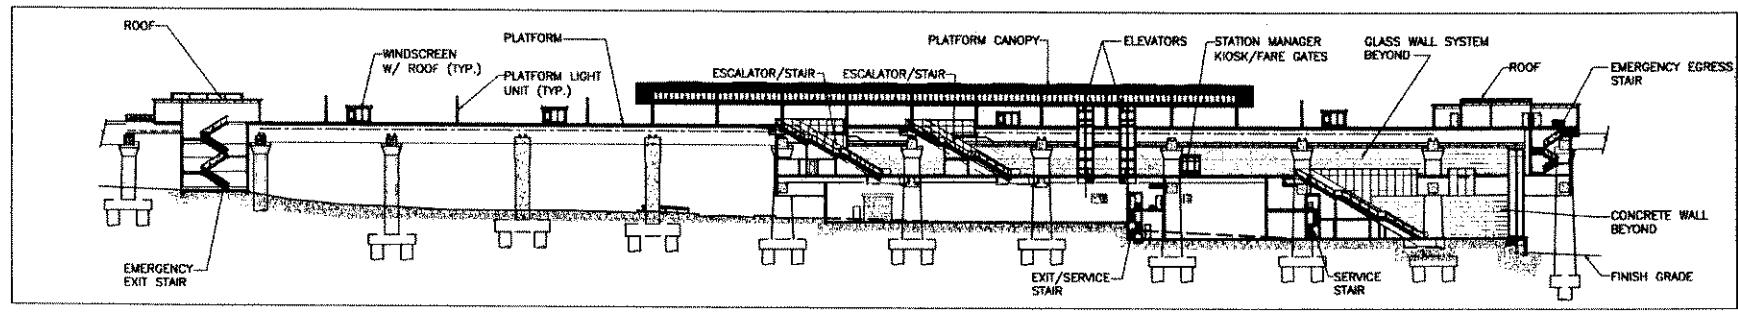 ROOF
WINDSCREEN
W/ ROOF (TYP.)
PLATFORM
PLATFORM LIGHT
UNIT (TYP.)
ESCALATOR/STAIR
ESCALATOR/STAIR
PLATFORM CANOPY
ELEVATORS
STATION MANAGER
KIOSK/FARE GATES
GLASS WALL SYSTEM
BEYOND
ROOF
EMERGENCY EGRESS
STAIR
CONCRETE WALL
BEYOND
FINISH GRADE
EMERGENCY
EXIT STAIR
EXIT/SERVICE
STAIR
SERVICE
STAIR